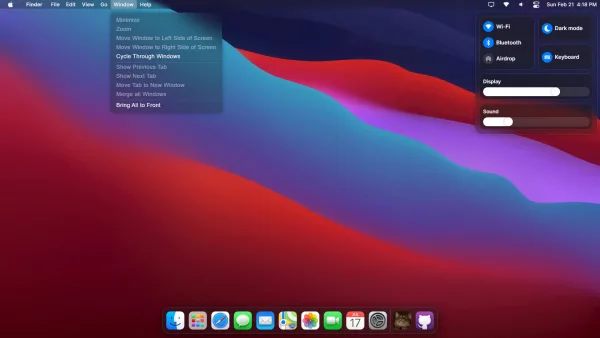 Finder File Edit View Go Window Help
Sun Feb 21 4:18 PM
Minimize
Zoom
Move Window to Left Side of Screen
Move Window to Right Side of Screen
Cycle Through Windows
Show Previous Tab
Show Next Tab
Move Tab to New Window
Merge all Windows
Bring All to Front
Wi-Fi
Bluetooth
Airdrop
Dark mode
Keyboard
Display
Sound
17